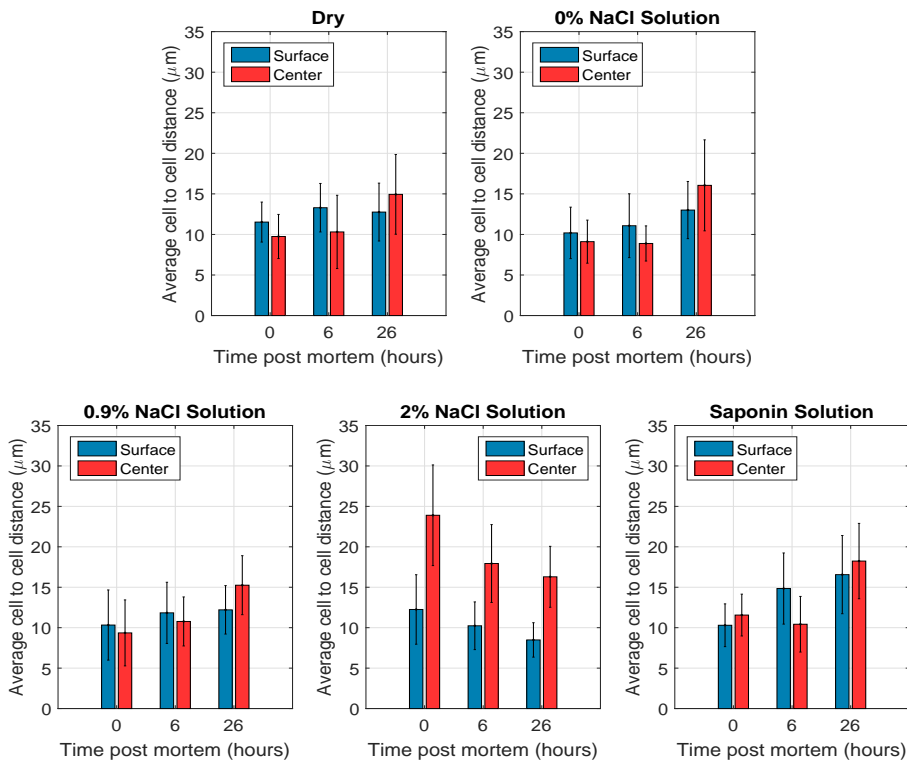 Dry
Average cell to cell distance (μm)
35
30
25
20
15
10
5
0
Surface
Center
0 6 26
Time post mortem (hours)
0% NaCl Solution
Average cell to cell distance (μm)
35
30
25
20
15
10
5
0
Surface
Center
0 6 26
Time post mortem (hours)
0.9% NaCl Solution
Average cell to cell distance (μm)
35
30
25
20
15
10
5
0
Surface
Center
0 6 26
Time post mortem (hours)
2% NaCl Solution
Average cell to cell distance (μm)
35
30
25
20
15
10
5
0
Surface
Center
0 6 26
Time post mortem (hours)
Saponin Solution
Average cell to cell distance (μm)
35
30
25
20
15
10
5
0
Surface
Center
0 6 26
Time post mortem (hours)